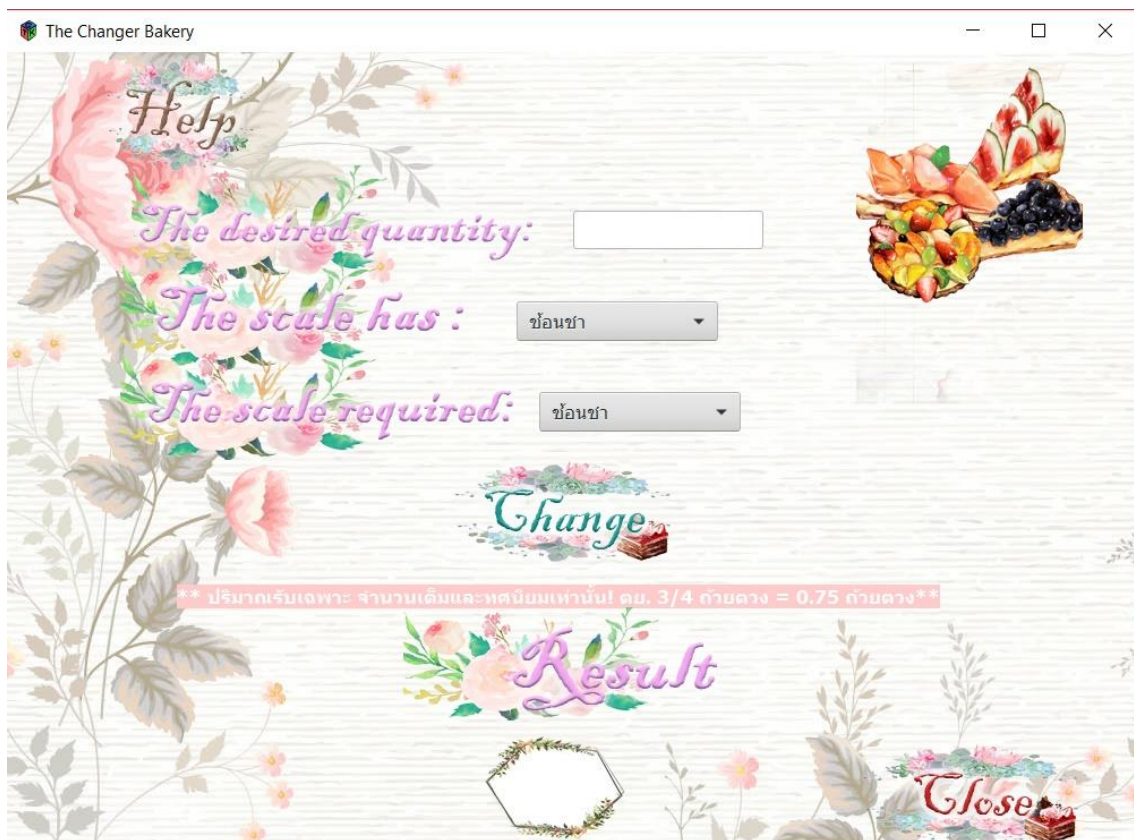 The Changer Bakery
Help
The desired quantity:
The scale has :
ช้อนชา
The scale required:
ช้อนชา
Change
** ปริมาณรับเฉพาะ จำนวนเต็มและทศนิยมเท่านั้น! ตย. 3/4 ถ้วยตวง = 0.75 ถ้วยตวง**
Result
Close